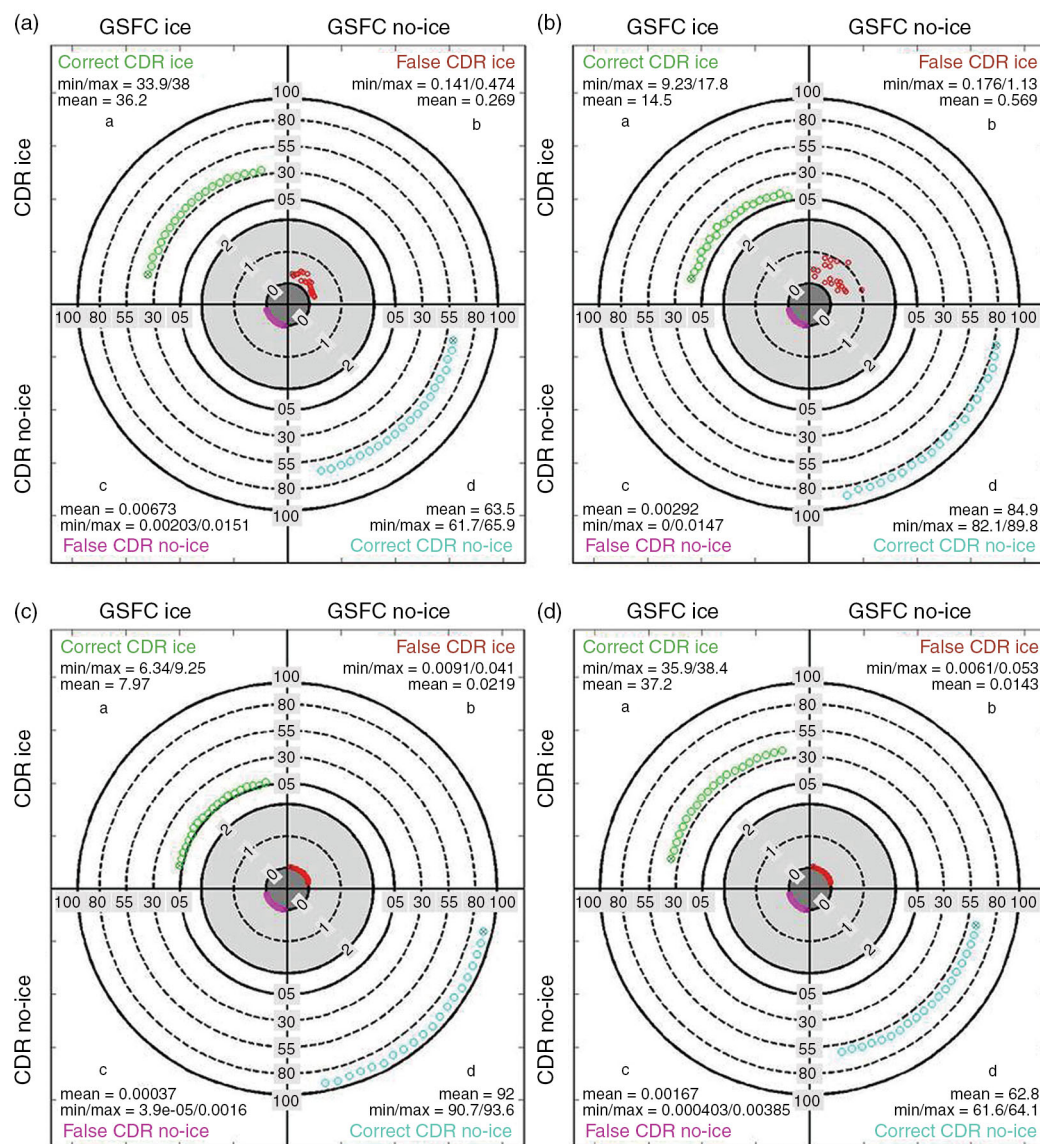 (a) GSFC ice GSFC no-ice
Correct CDR ice False CDR ice
min/max = 33.9/38 min/max = 0.141/0.474
mean = 36.2 mean = 0.269
a b
100
80
55
30
05
2
1
0
CDR ice
100 80 55 30 05 05 30 55 80 100
0
1
2
05
30
55
80
100
CDR no-ice
c d
mean = 0.00673 mean = 63.5
min/max = 0.00203/0.0151 min/max = 61.7/65.9
False CDR no-ice Correct CDR no-ice
(b) GSFC ice GSFC no-ice
Correct CDR ice False CDR ice
min/max = 9.23/17.8 min/max = 0.176/1.13
mean = 14.5 mean = 0.569
a b
100
80
55
30
05
2
1
0
CDR ice
100 80 55 30 05 05 30 55 80 100
0
1
2
05
30
55
80
100
CDR no-ice
c d
mean = 0.00292 mean = 84.9
min/max = 0/0.0147 min/max = 82.1/89.8
False CDR no-ice Correct CDR no-ice
(c) GSFC ice GSFC no-ice
Correct CDR ice False CDR ice
min/max = 6.34/9.25 min/max = 0.0091/0.041
mean = 7.97 mean = 0.0219
a b
100
80
55
30
05
2
1
0
CDR ice
100 80 55 30 05 05 30 55 80 100
0
1
2
05
30
55
80
100
CDR no-ice
c d
mean = 0.00037 mean = 92
min/max = 3.9e-05/0.0016 min/max = 90.7/93.6
False CDR no-ice Correct CDR no-ice
(d) GSFC ice GSFC no-ice
Correct CDR ice False CDR ice
min/max = 35.9/38.4 min/max = 0.0061/0.053
mean = 37.2 mean = 0.0143
a b
100
80
55
30
05
2
1
0
CDR ice
100 80 55 30 05 05 30 55 80 100
0
1
2
05
30
55
80
100
CDR no-ice
c d
mean = 0.00167 mean = 62.8
min/max = 0.000403/0.00385 min/max = 61.6/64.1
False CDR no-ice Correct CDR no-ice